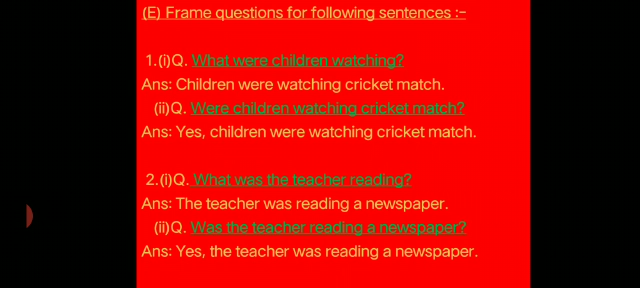 (E) Frame questions for following sentences :-
1.(i)Q. What were children watching?
Ans: Children were watching cricket match.
(ii)Q. Were children watching cricket match?
Ans: Yes, children were watching cricket match.
2.(i)Q. What was the teacher reading?
Ans: The teacher was reading a newspaper.
(ii)Q. Was the teacher reading a newspaper?
Ans: Yes, the teacher was reading a newspaper.